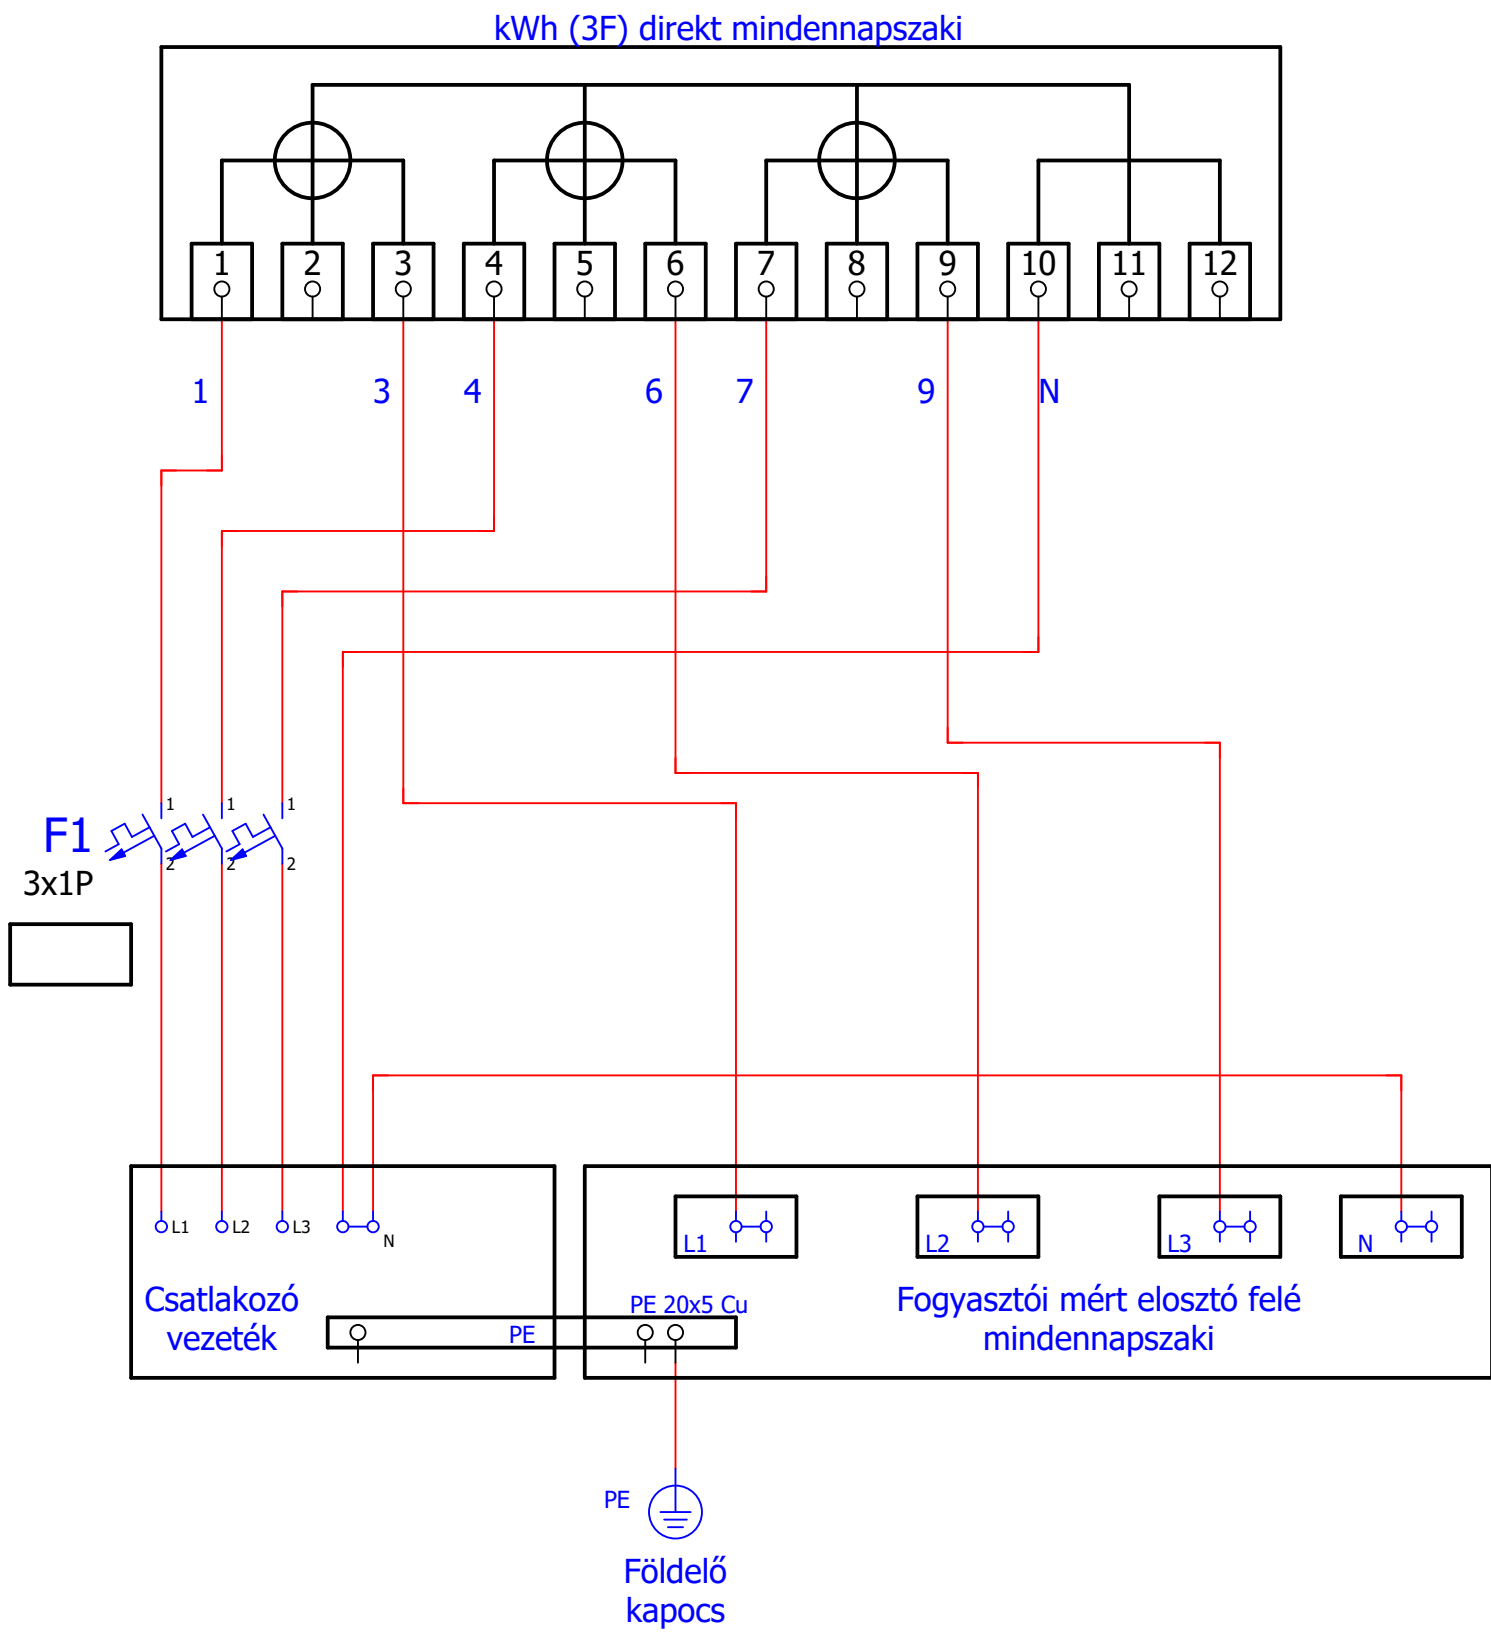 kWh (3F) direkt mindennapszaki
1 2 3 4 5 6 7 8 9 10 11 12
1 3 4 6 7 9 N
1 1 1
F1
2 2 2
3x1P
L1 L2 L3 N
L1 L2 L3 N
Csatlakozó
vezeték
PE 20x5 Cu
PE
Fogyasztói mért elosztó felé
mindennapszaki
PE
Földelő
kapocs